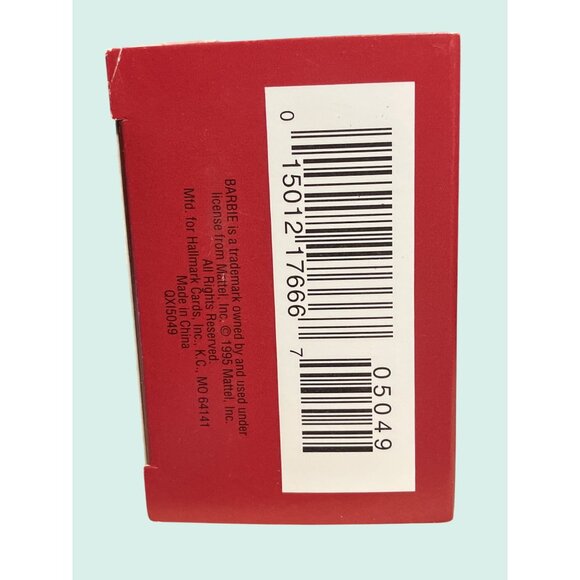 BARBIE is a trademark owned by and used under
license from Mattel, Inc. © 1995 Mattel, Inc.
All Rights Reserved.
Mfd. for Hallmark Cards, Inc., K.C., MO 64141
Made in China
QXI5049
0 15012 17666 7
05049